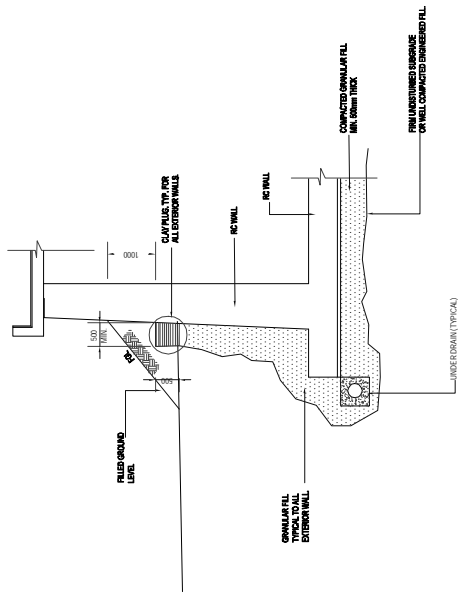 FIRM UNDISTURBED SUBGRADE
OR WELL COMPACTED ENGINEERED FILL
COMPACTED GRANULAR FILL
MIN. 500mm THICK
RC WALL
RC WALL
CLAY PLUG. TYP. FOR
ALL EXTERIOR WALLS.
1000
500
MIN.
500
FILLED GROUND
LEVEL
GRANULAR FILL
TYPICAL TO ALL
EXTERIOR WALL
UNDER DRAIN (TYPICAL)